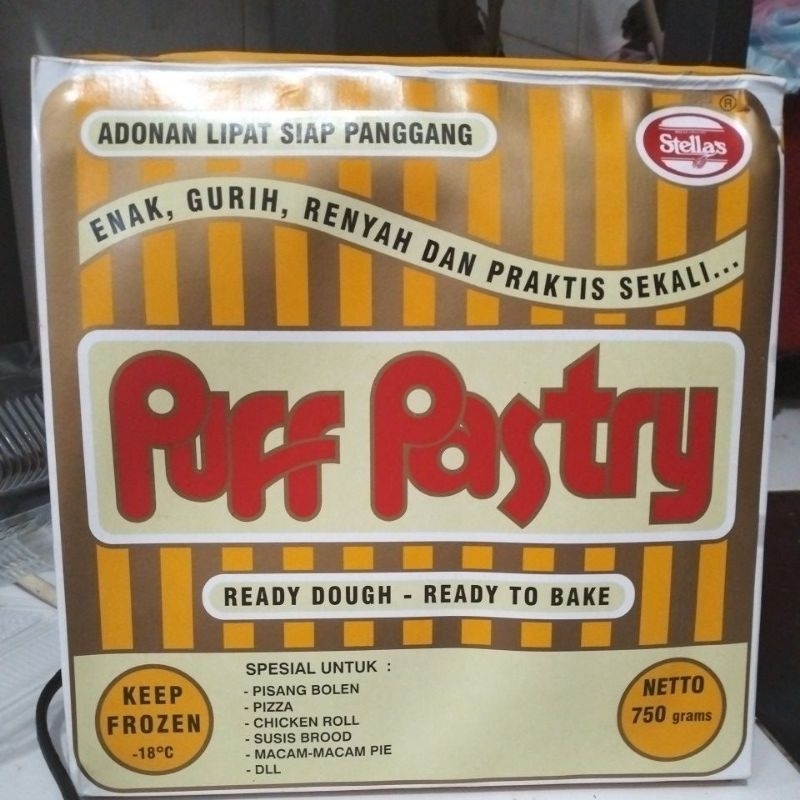 ADONAN LIPAT SIAP PANGGANG
®
Stella's
ENAK, GURIH, RENYAH DAN PRAKTIS SEKALI...
Puff Pastry
READY DOUGH - READY TO BAKE
KEEP
FROZEN
-18°C
SPESIAL UNTUK :
- PISANG BOLEN
- PIZZA
- CHICKEN ROLL
- SUSIS BROOD
- MACAM-MACAM PIE
- DLL
NETTO
750 grams